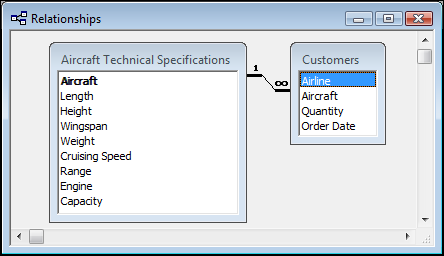 Relationships
Aircraft Technical Specifications
Aircraft
Length
Height
Wingspan
Weight
Cruising Speed
Range
Engine
Capacity
1
∞
Customers
Airline
Aircraft
Quantity
Order Date